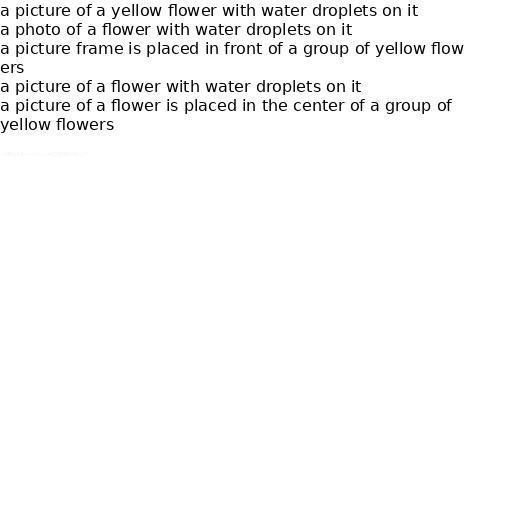 a picture of a yellow flower with water droplets on it
a photo of a flower with water droplets on it
a picture frame is placed in front of a group of yellow flow
ers
a picture of a flower with water droplets on it
a picture of a flower is placed in the center of a group of
yellow flowers